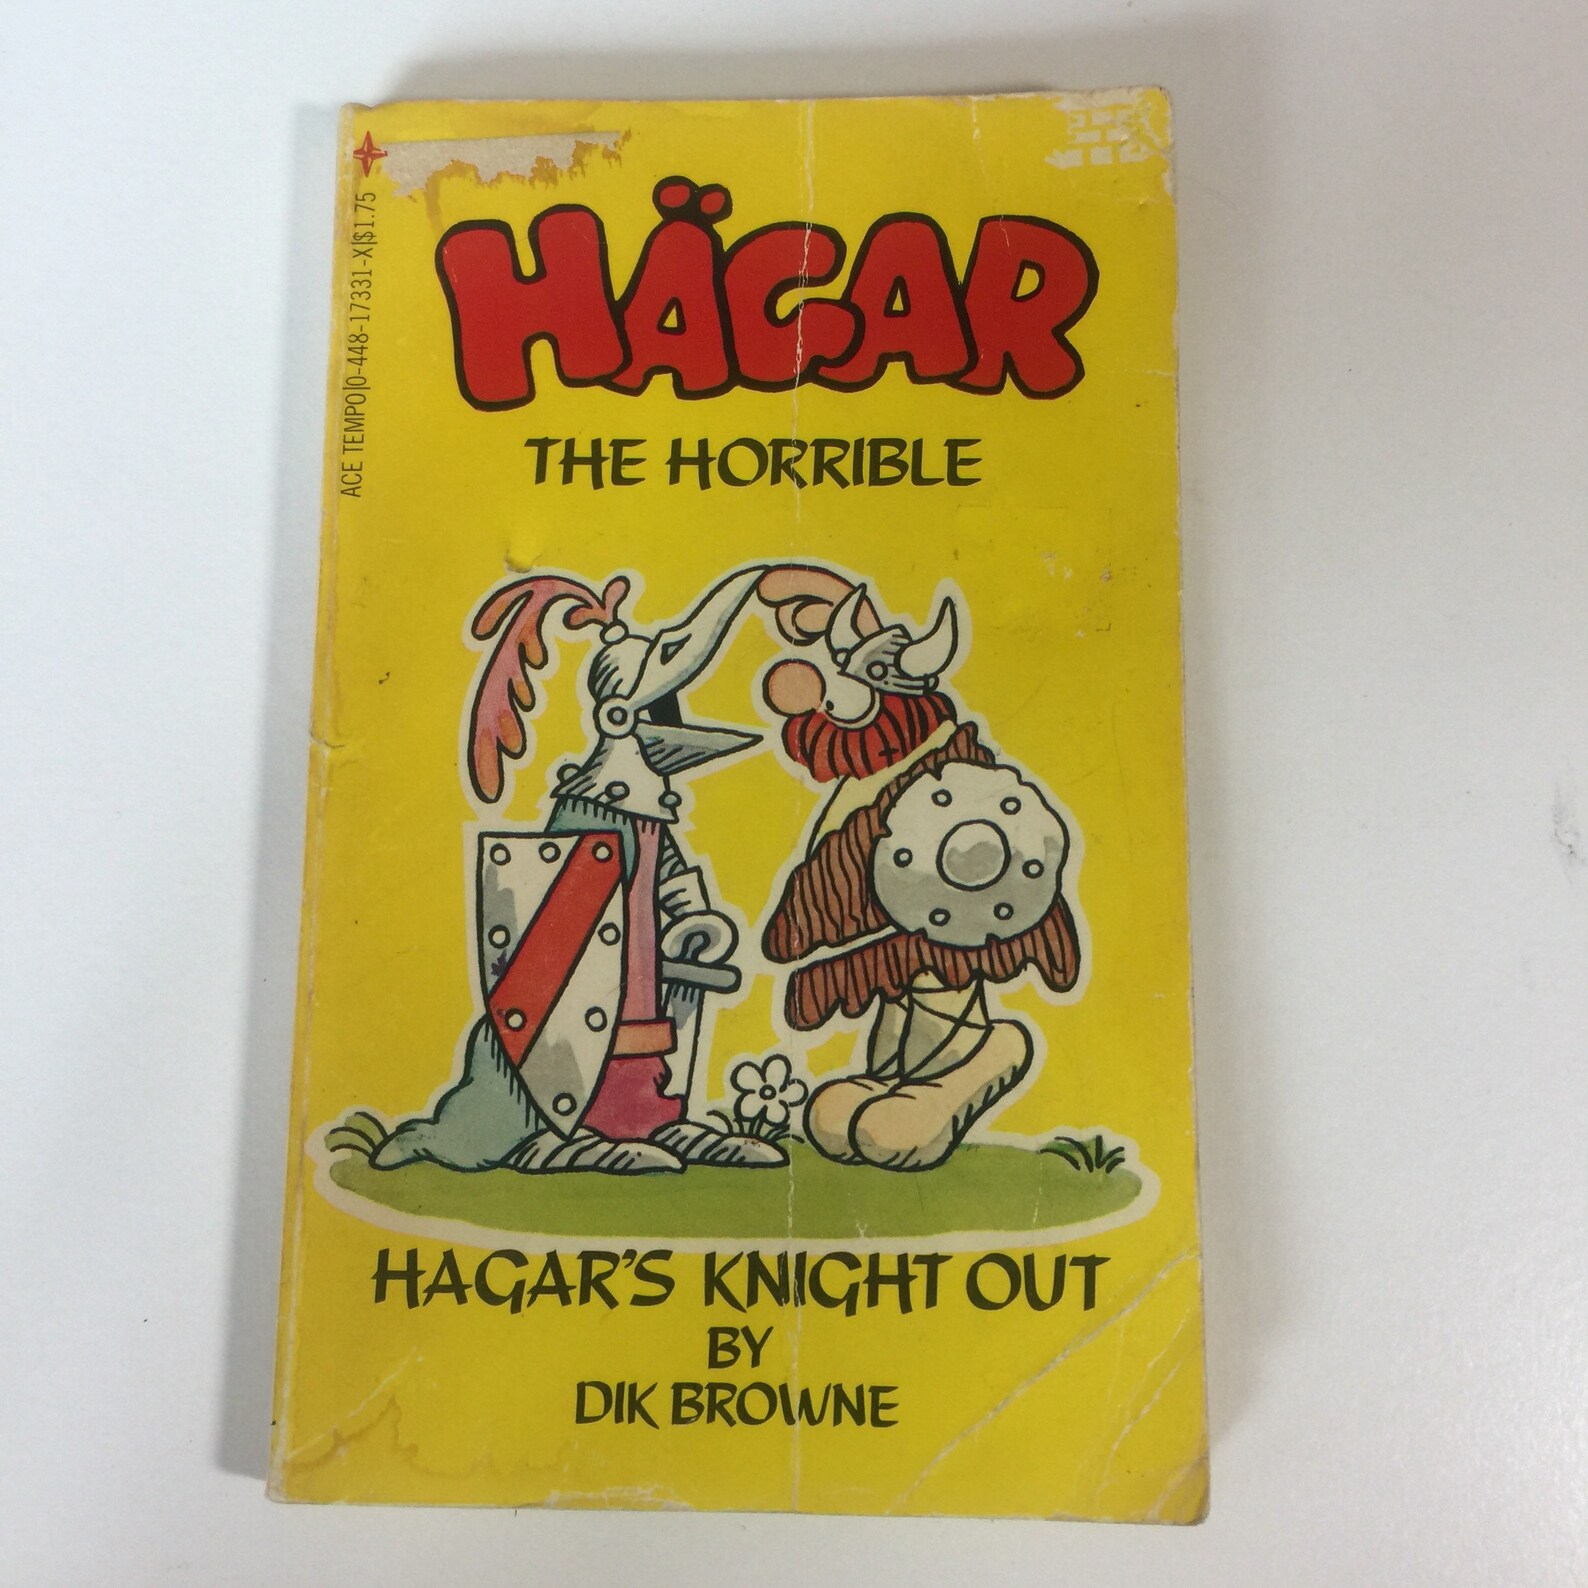 ACE TEMPO|0-448-17331-X|$1.75
HÄGAR
THE HORRIBLE
HAGAR'S KNIGHT OUT
BY
DIK BROWNE